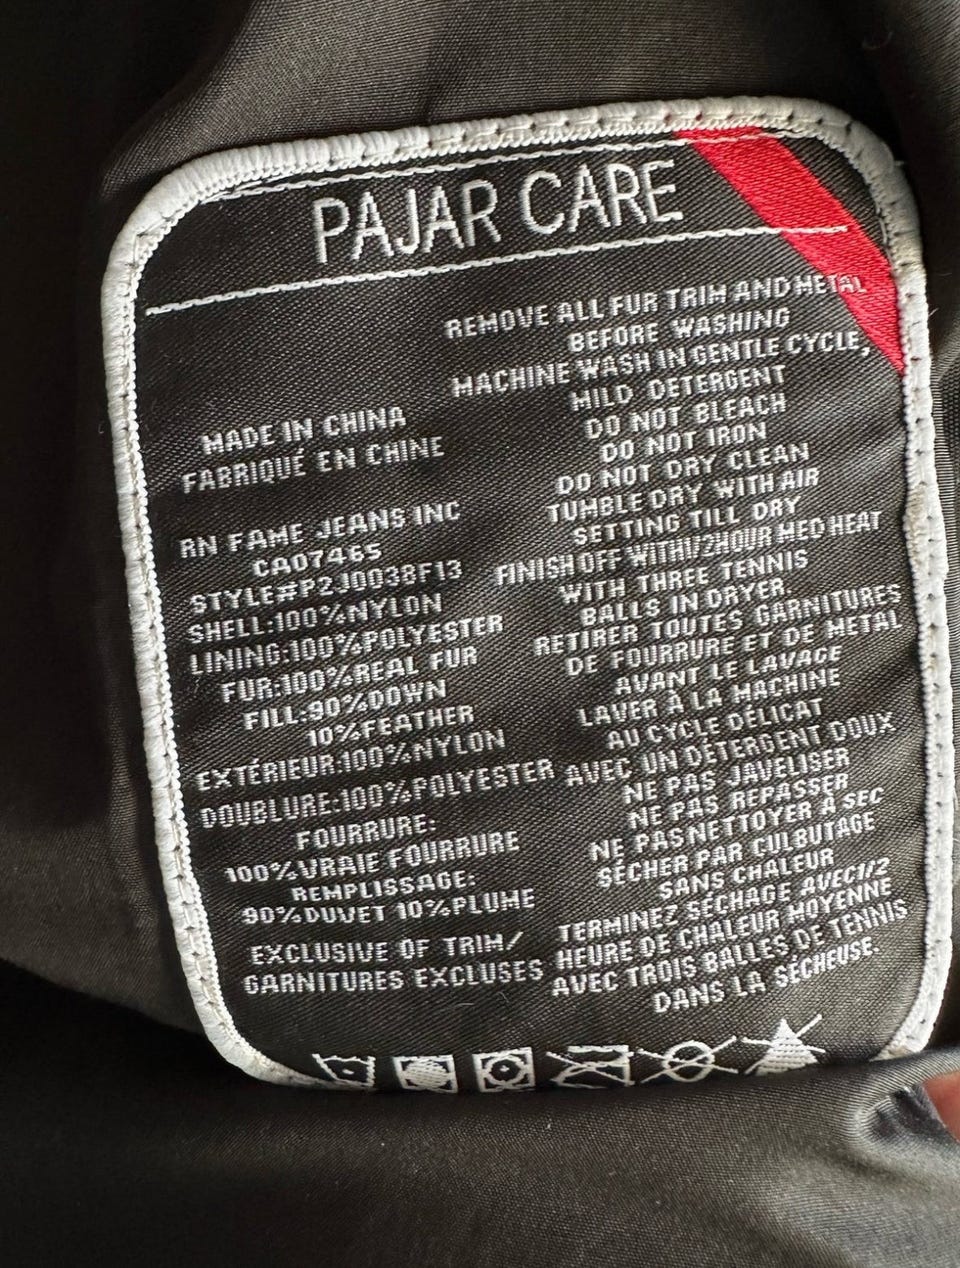 PAJAR CARE
MADE IN CHINA
FABRIQUÉ EN CHINE
RN FAME JEANS INC
CA07465
STYLE#P2J0038F13
SHELL:100%NYLON
LINING:100%POLYESTER
FUR:100%REAL FUR
FILL:90%DOWN
10%FEATHER
EXTÉRIEUR:100%NYLON
DOUBLURE:100%POLYESTER
FOURRURE:
100%VRAIE FOURRURE
REMPLISSAGE:
90%DUVET 10%PLUME
EXCLUSIVE OF TRIM/
GARNITURES EXCLUSES
REMOVE ALL FUR TRIM AND METAL
BEFORE WASHING
MACHINE WASH IN GENTLE CYCLE,
MILD DETERGENT
DO NOT BLEACH
DO NOT IRON
DO NOT DRY CLEAN
TUMBLE DRY WITH AIR
SETTING TILL DRY
FINISH OFF WITH1/2HOUR MED HEAT
WITH THREE TENNIS
BALLS IN DRYER.
RETIRER TOUTES GARNITURES
DE FOURRURE ET DE METAL
AVANT LE LAVAGE
LAVER À LA MACHINE
AU CYCLE DÉLICAT
AVEC UN DÉTERGENT DOUX.
NE PAS JAVELISER
NE PAS REPASSER
NE PASNETTOYER À SEC
SÉCHER PAR CULBUTAGE
SANS CHALEUR
TERMINEZ SÉCHAGE AVEC1/2
HEURE DE CHALEUR MOYENNE
AVEC TROIS BALLES DE TENNIS
DANS LA SÉCHEUSE.